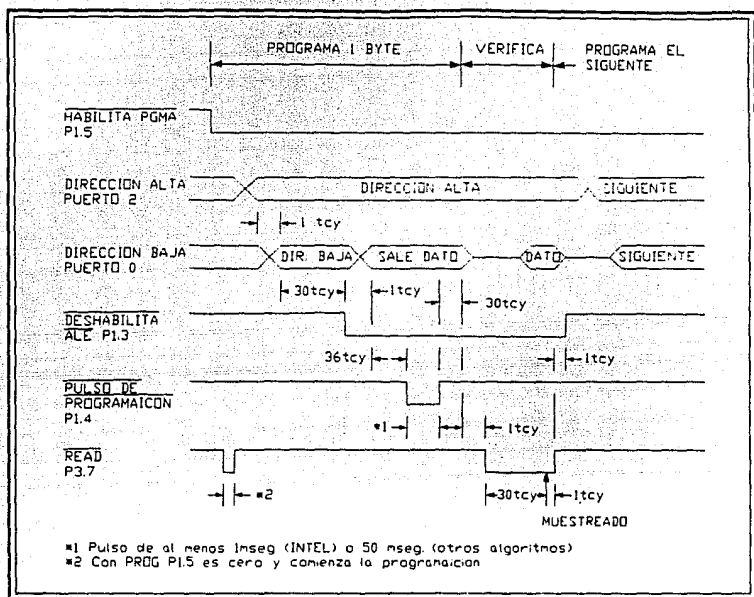 PROGRAMA 1 BYTE VERIFICA PROGRAMA EL
SIGUIENTE
HABILITA PGMA
P1.5
DIRECCION ALTA
PUERTO 2
DIRECCIÓN ALTA
SIGUIENTE
1 tcy
DIRECCION BAJA
PUERTO 0
DIR. BAJA
SALE DATO
DATO
SIGUIENTE
30tcy
1tcy
30tcy
DESHABILITA
ALE P1.3
36tcy
1tcy
PULSO DE
PROGRAMAICON
P1.4
*1
1tcy
READ
P3.7
*2
30tcy
1tcy
MUESTREADO
*1 Pulso de al menos 1mseg (INTEL) o 50 mseg. (otros algoritmos)
*2 Con PROG P1.5 es cero y comienza la programaicion